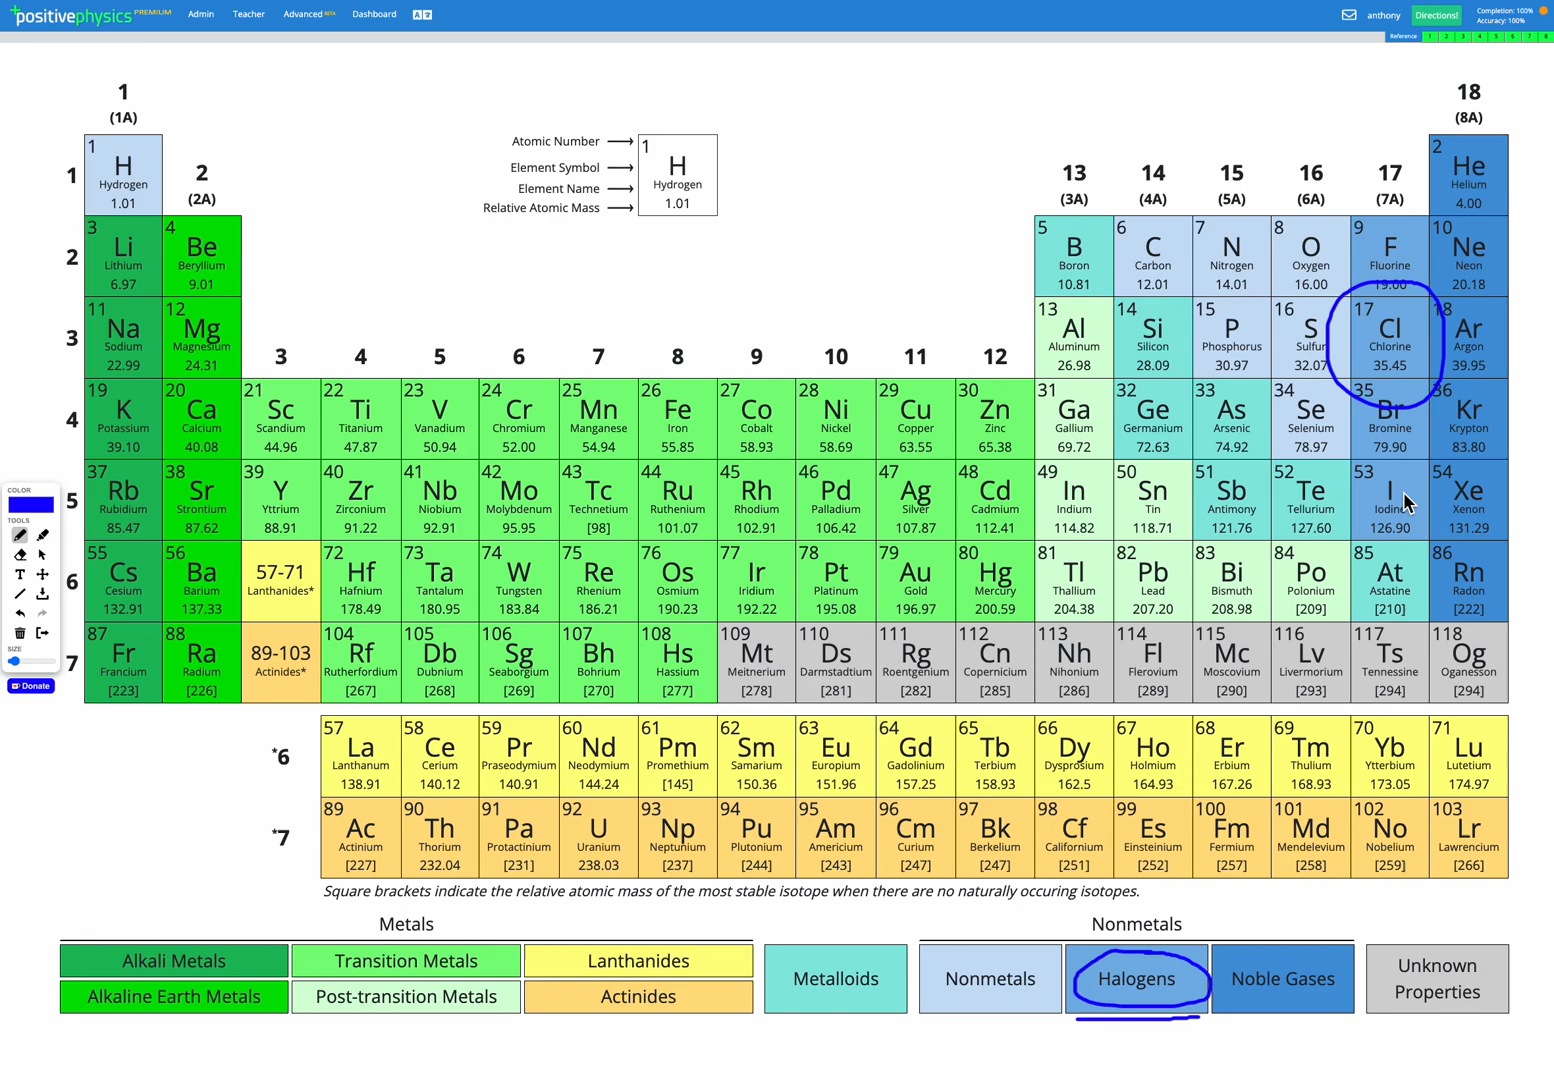 +positivephysics PREMIUM Admin Teacher Advanced BETA Dashboard A anthony Directions! Completion: 100%
Accuracy: 100%
Reference 1 2 3 4 5 6 7 8
1 18
(1A) (8A)
Atomic Number → 1 H Hydrogen 1.01
Element Symbol →
Element Name →
Relative Atomic Mass →
2 13 14 15 16 17
(2A) (3A) (4A) (5A) (6A) (7A)
1 1 H Hydrogen 1.01 2 He Helium 4.00
2 3 Li Lithium 6.97 4 Be Beryllium 9.01 5 B Boron 10.81 6 C Carbon 12.01 7 N Nitrogen 14.01 8 O Oxygen 16.00 9 F Fluorine 19.00 10 Ne Neon 20.18
3 11 Na Sodium 22.99 12 Mg Magnesium 24.31 13 Al Aluminum 26.98 14 Si Silicon 28.09 15 P Phosphorus 30.97 16 S Sulfur 32.07 17 Cl Chlorine 35.45 18 Ar Argon 39.95
3 4 5 6 7 8 9 10 11 12
4 19 K Potassium 39.10 20 Ca Calcium 40.08 21 Sc Scandium 44.96 22 Ti Titanium 47.87 23 V Vanadium 50.94 24 Cr Chromium 52.00 25 Mn Manganese 54.94 26 Fe Iron 55.85 27 Co Cobalt 58.93 28 Ni Nickel 58.69 29 Cu Copper 63.55 30 Zn Zinc 65.38 31 Ga Gallium 69.72 32 Ge Germanium 72.63 33 As Arsenic 74.92 34 Se Selenium 78.97 35 Br Bromine 79.90 36 Kr Krypton 83.80
5 37 Rb Rubidium 85.47 38 Sr Strontium 87.62 39 Y Yttrium 88.91 40 Zr Zirconium 91.22 41 Nb Niobium 92.91 42 Mo Molybdenum 95.95 43 Tc Technetium [98] 44 Ru Ruthenium 101.07 45 Rh Rhodium 102.91 46 Pd Palladium 106.42 47 Ag Silver 107.87 48 Cd Cadmium 112.41 49 In Indium 114.82 50 Sn Tin 118.71 51 Sb Antimony 121.76 52 Te Tellurium 127.60 53 I Iodine 126.90 54 Xe Xenon 131.29
6 55 Cs Cesium 132.91 56 Ba Barium 137.33 57-71 Lanthanides* 72 Hf Hafnium 178.49 73 Ta Tantalum 180.95 74 W Tungsten 183.84 75 Re Rhenium 186.21 76 Os Osmium 190.23 77 Ir Iridium 192.22 78 Pt Platinum 195.08 79 Au Gold 196.97 80 Hg Mercury 200.59 81 Tl Thallium 204.38 82 Pb Lead 207.20 83 Bi Bismuth 208.98 84 Po Polonium [209] 85 At Astatine [210] 86 Rn Radon [222]
7 87 Fr Francium [223] 88 Ra Radium [226] 89-103 Actinides* 104 Rf Rutherfordium [267] 105 Db Dubnium [268] 106 Sg Seaborgium [269] 107 Bh Bohrium [270] 108 Hs Hassium [277] 109 Mt Meitnerium [278] 110 Ds Darmstadtium [281] 111 Rg Roentgenium [282] 112 Cn Copernicium [285] 113 Nh Nihonium [286] 114 Fl Flerovium [289] 115 Mc Moscovium [290] 116 Lv Livermorium [293] 117 Ts Tennessine [294] 118 Og Oganesson [294]
*6 57 La Lanthanum 138.91 58 Ce Cerium 140.12 59 Pr Praseodymium 140.91 60 Nd Neodymium 144.24 61 Pm Promethium [145] 62 Sm Samarium 150.36 63 Eu Europium 151.96 64 Gd Gadolinium 157.25 65 Tb Terbium 158.93 66 Dy Dysprosium 162.5 67 Ho Holmium 164.93 68 Er Erbium 167.26 69 Tm Thulium 168.93 70 Yb Ytterbium 173.05 71 Lu Lutetium 174.97
*7 89 Ac Actinium [227] 90 Th Thorium 232.04 91 Pa Protactinium [231] 92 U Uranium 238.03 93 Np Neptunium [237] 94 Pu Plutonium [244] 95 Am Americium [243] 96 Cm Curium [247] 97 Bk Berkelium [247] 98 Cf Californium [251] 99 Es Einsteinium [252] 100 Fm Fermium [257] 101 Md Mendelevium [258] 102 No Nobelium [259] 103 Lr Lawrencium [266]
Square brackets indicate the relative atomic mass of the most stable isotope when there are no naturally occuring isotopes.
Metals Nonmetals
Alkali Metals Transition Metals Lanthanides Metalloids Nonmetals Halogens Noble Gases Unknown Properties
Alkaline Earth Metals Post-transition Metals Actinides
COLOR
TOOLS
T
SIZE
Donate